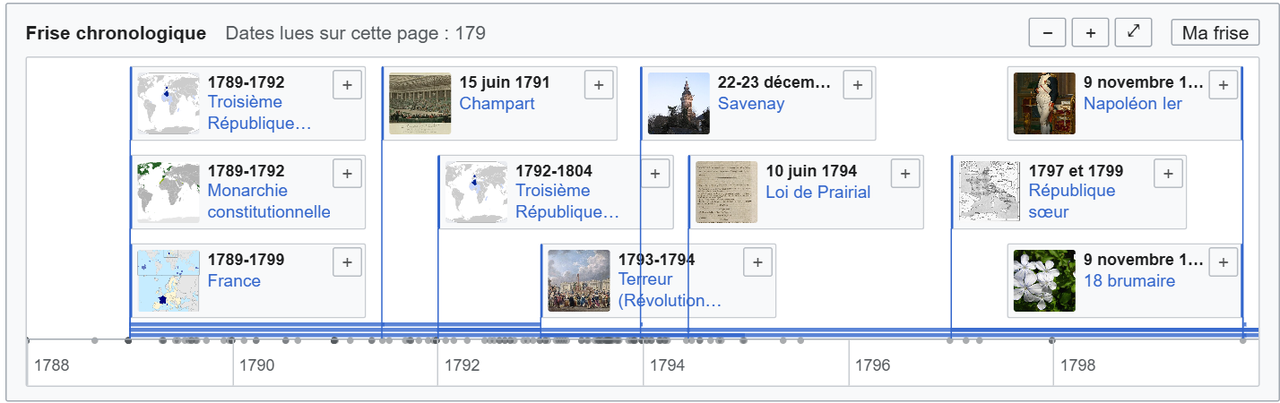 Frise chronologique Dates lues sur cette page : 179
− + ⤢ Ma frise
1789-1792 +
Troisième
République…
15 juin 1791 +
Champart
22-23 décem… +
Savenay
9 novembre 1… +
Napoléon Ier
1789-1792 +
Monarchie
constitutionnelle
1792-1804 +
Troisième
République…
10 juin 1794 +
Loi de Prairial
1797 et 1799 +
République
sœur
1789-1799 +
France
1793-1794 +
Terreur
(Révolution…
9 novembre 1… +
18 brumaire
1788 1790 1792 1794 1796 1798